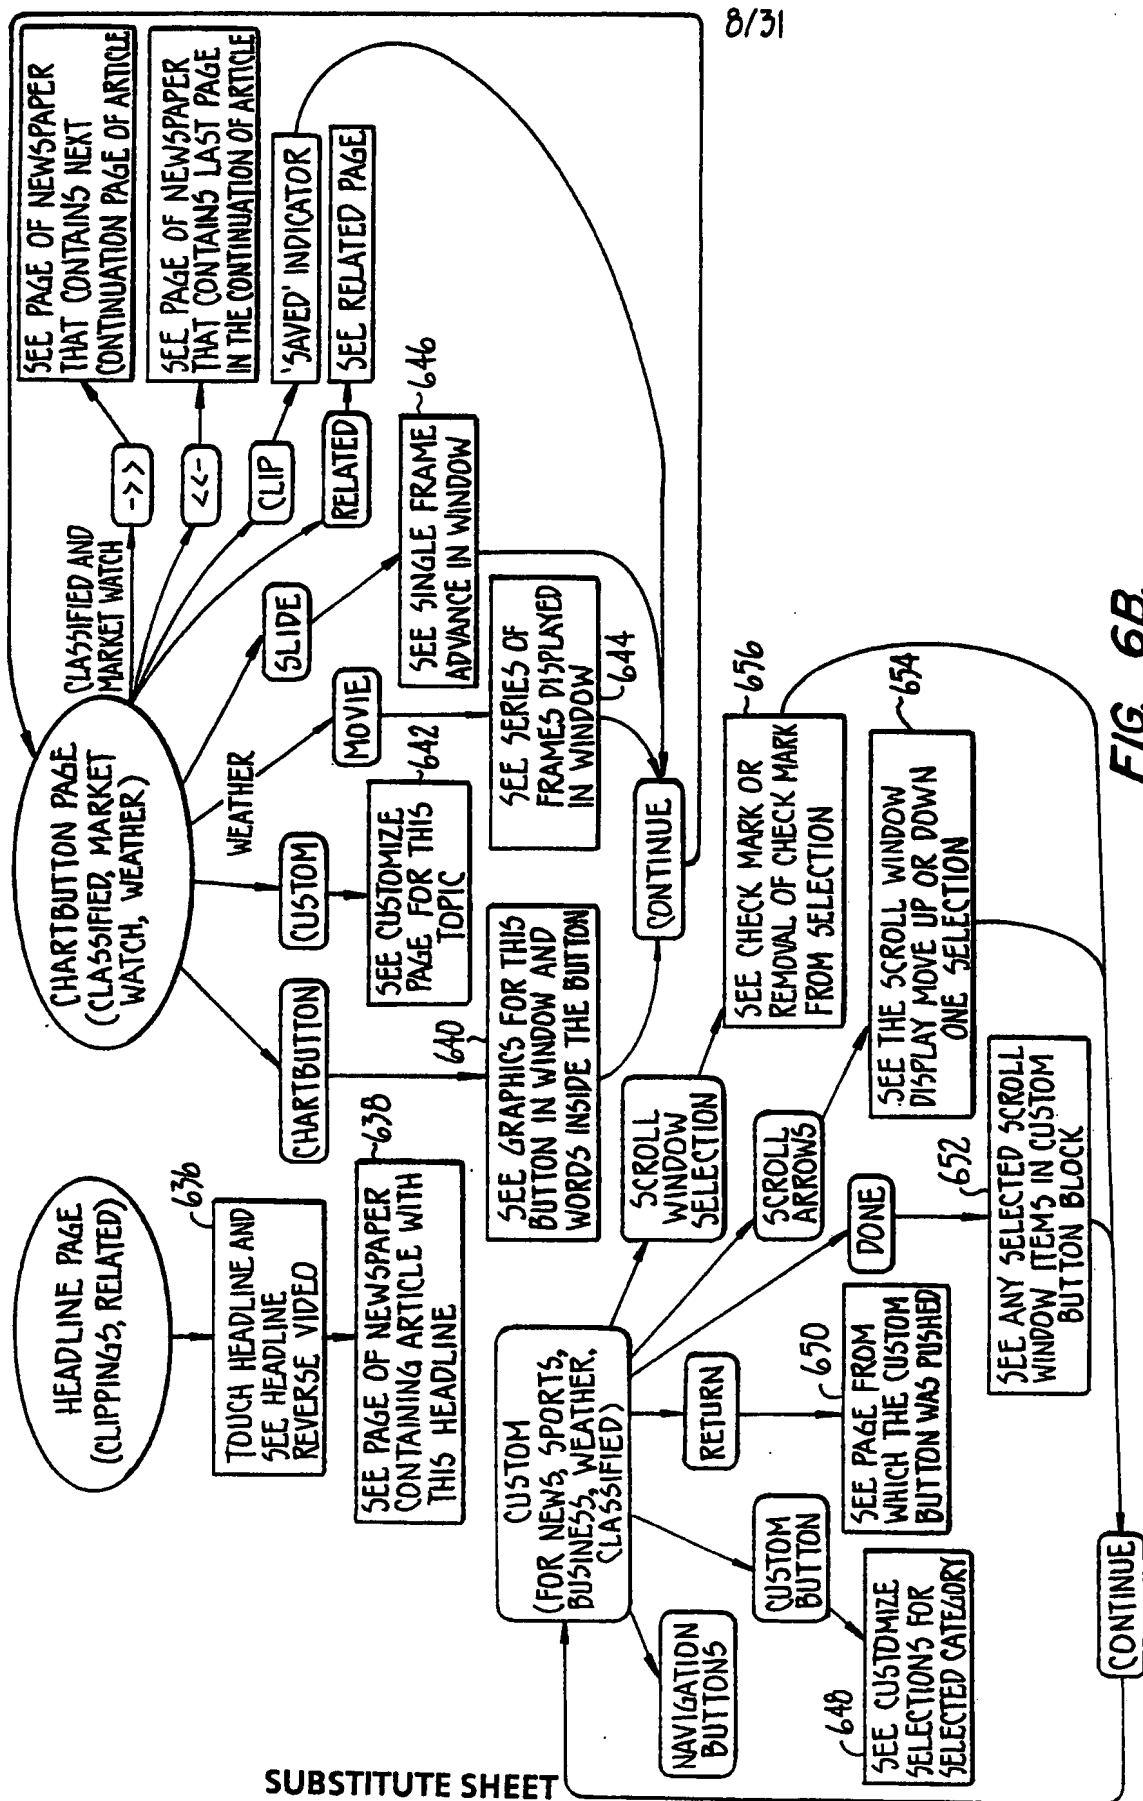 8/31
HEADLINE PAGE
(CLIPPINGS, RELATED)
636
TOUCH HEADLINE AND
SEE HEADLINE
REVERSE VIDEO
638
SEE PAGE OF NEWSPAPER
CONTAINING ARTICLE WITH
THIS HEADLINE
CHARTBUTTON PAGE
(CLASSIFIED, MARKET
WATCH, WEATHER)
CHARTBUTTON
640
SEE GRAPHICS FOR THIS
BUTTON IN WINDOW AND
WORDS INSIDE THE BUTTON
CUSTOM
642
SEE CUSTOMIZE
PAGE FOR THIS
TOPIC
WEATHER
MOVIE
SEE SERIES OF
FRAMES DISPLAYED
IN WINDOW
644
SLIDE
646
SEE SINGLE FRAME
ADVANCE IN WINDOW
CLASSIFIED AND
MARKET WATCH
->>
SEE PAGE OF NEWSPAPER
THAT CONTAINS NEXT
CONTINUATION PAGE OF ARTICLE
<<-
SEE PAGE OF NEWSPAPER
THAT CONTAINS LAST PAGE
IN THE CONTINUATION OF ARTICLE
CLIP
'SAVED' INDICATOR
RELATED
SEE RELATED PAGE
CONTINUE
CUSTOM
(FOR NEWS, SPORTS,
BUSINESS, WEATHER,
CLASSIFIED)
NAVIGATION
BUTTONS
CUSTOM
BUTTON
648
SEE CUSTOMIZE
SELECTIONS FOR
SELECTED CATEGORY
RETURN
650
SEE PAGE FROM
WHICH THE CUSTOM
BUTTON WAS PUSHED
DONE
652
SEE ANY SELECTED SCROLL
WINDOW ITEMS IN CUSTOM
BUTTON BLOCK
SCROLL
ARROWS
654
SEE THE SCROLL WINDOW
DISPLAY MOVE UP OR DOWN
ONE SELECTION
SCROLL
WINDOW
SELECTION
656
SEE CHECK MARK OR
REMOVAL OF CHECK MARK
FROM SELECTION
CONTINUE
FIG. 6B.
SUBSTITUTE SHEET